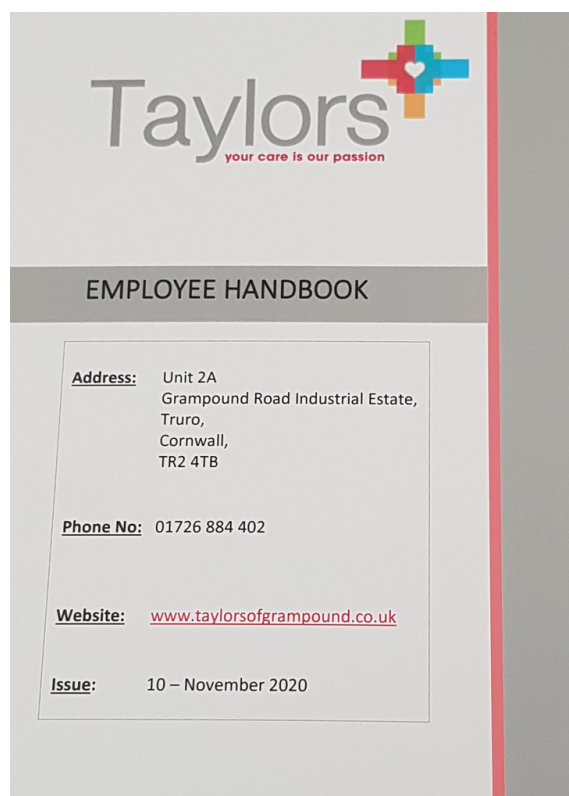 Taylors
your care is our passion
EMPLOYEE HANDBOOK
Address: Unit 2A
Grampound Road Industrial Estate,
Truro,
Cornwall,
TR2 4TB
Phone No: 01726 884 402
Website: www.taylorsofgrampound.co.uk
Issue: 10 – November 2020